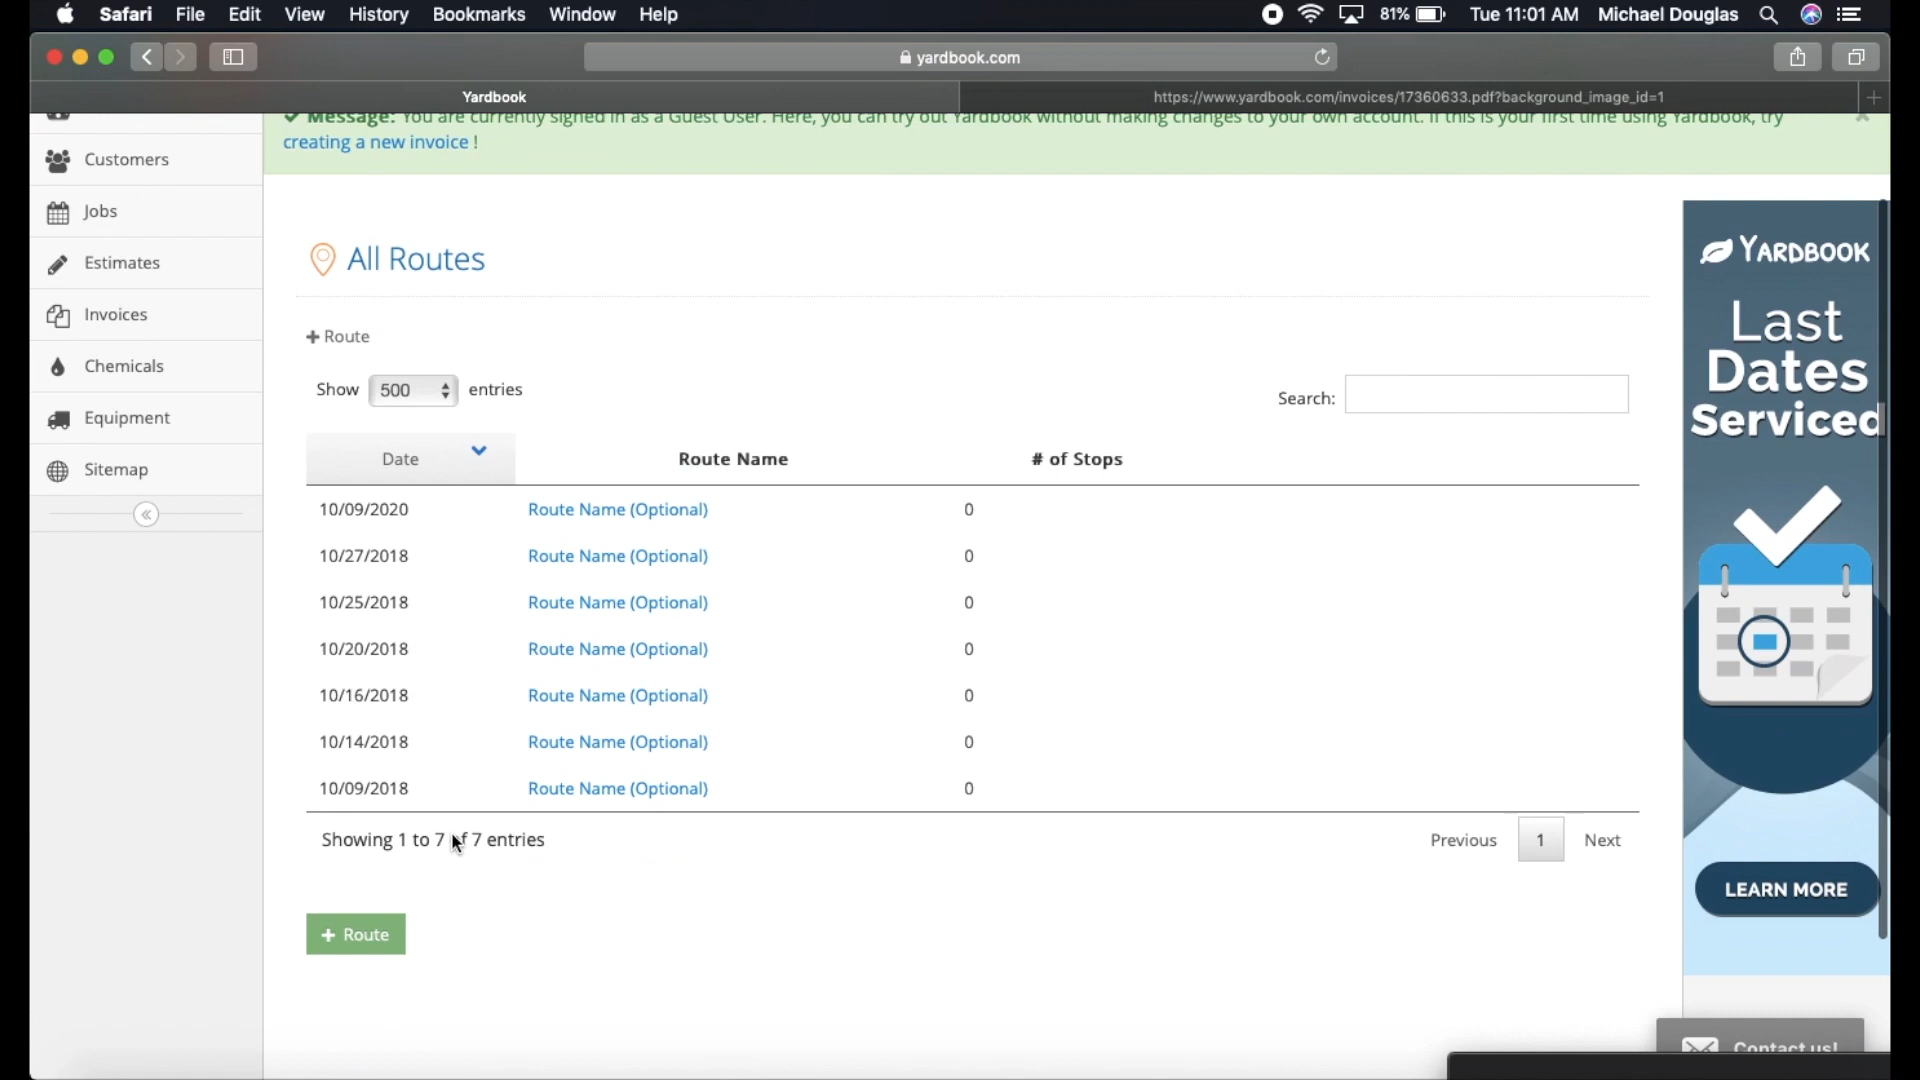 Safari File Edit View History Bookmarks Window Help 81% Tue 11:01 AM Michael Douglas
yardbook.com
Yardbook https://www.yardbook.com/invoices/17360633.pdf?background_image_id=1
Message: You are currently signed in as a Guest User. Here, you can try out Yardbook without making changes to your own account. If this is your first time using Yardbook, try
creating a new invoice !
Customers
Jobs
Estimates
Invoices
Chemicals
Equipment
Sitemap
All Routes
+ Route
Show 500 entries
Search:
Date Route Name # of Stops
10/09/2020 Route Name (Optional) 0
10/27/2018 Route Name (Optional) 0
10/25/2018 Route Name (Optional) 0
10/20/2018 Route Name (Optional) 0
10/16/2018 Route Name (Optional) 0
10/14/2018 Route Name (Optional) 0
10/09/2018 Route Name (Optional) 0
Showing 1 to 7 of 7 entries
Previous 1 Next
+ Route
YARDBOOK
Last
Dates
Serviced
LEARN MORE
Contact us!